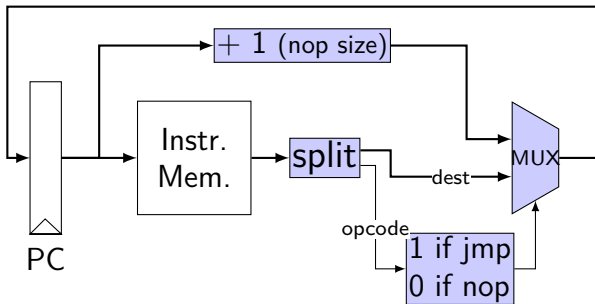 + 1 (nop size)
Instr.
Mem.
split
MUX
dest
opcode
1 if jmp
0 if nop
PC